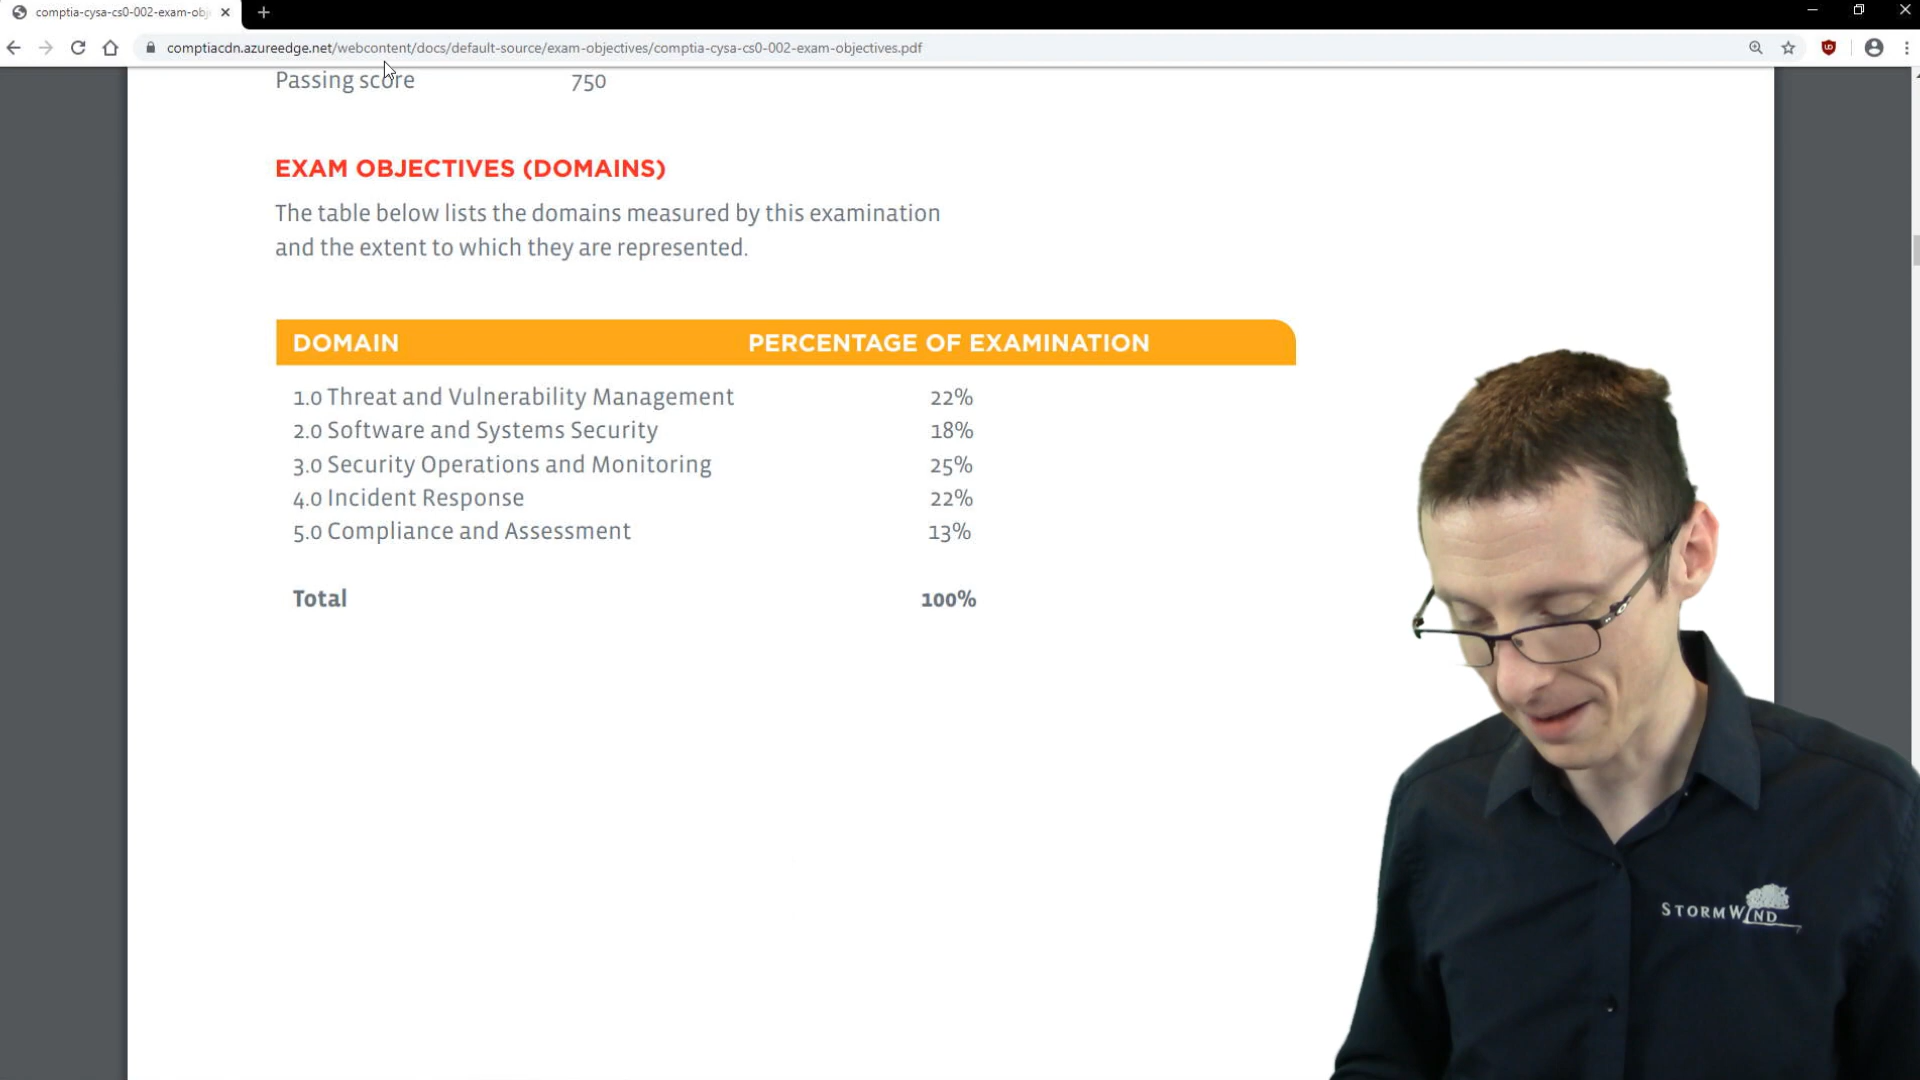 comptia-cysa-cs0-002-exam-obj
comptiacdn.azureedge.net/webcontent/docs/default-source/exam-objectives/comptia-cysa-cs0-002-exam-objectives.pdf
Passing score 750
EXAM OBJECTIVES (DOMAINS)
The table below lists the domains measured by this examination
and the extent to which they are represented.
DOMAIN PERCENTAGE OF EXAMINATION
1.0 Threat and Vulnerability Management 22%
2.0 Software and Systems Security 18%
3.0 Security Operations and Monitoring 25%
4.0 Incident Response 22%
5.0 Compliance and Assessment 13%
Total 100%
STORMWIND